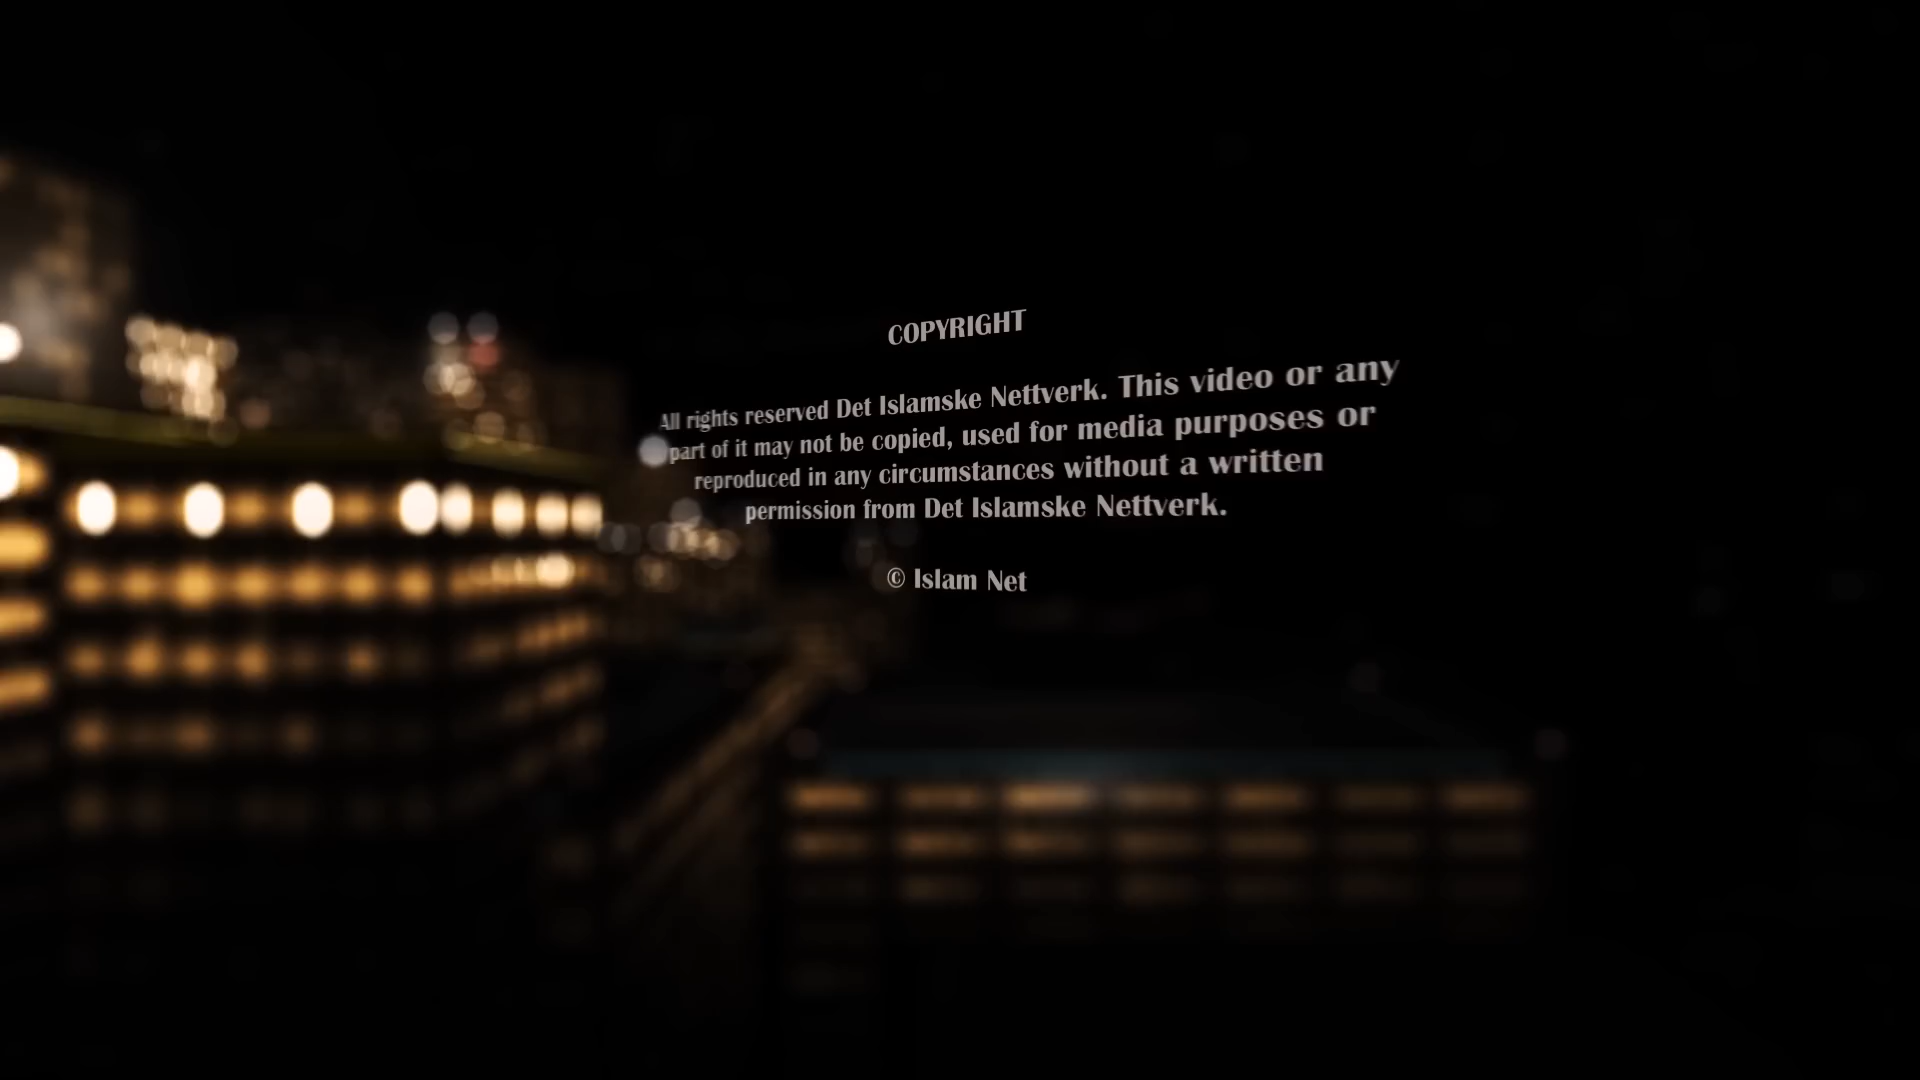 COPYRIGHT
All rights reserved Det Islamske Nettverk. This video or any
part of it may not be copied, used for media purposes or
reproduced in any circumstances without a written
permission from Det Islamske Nettverk.
© Islam Net